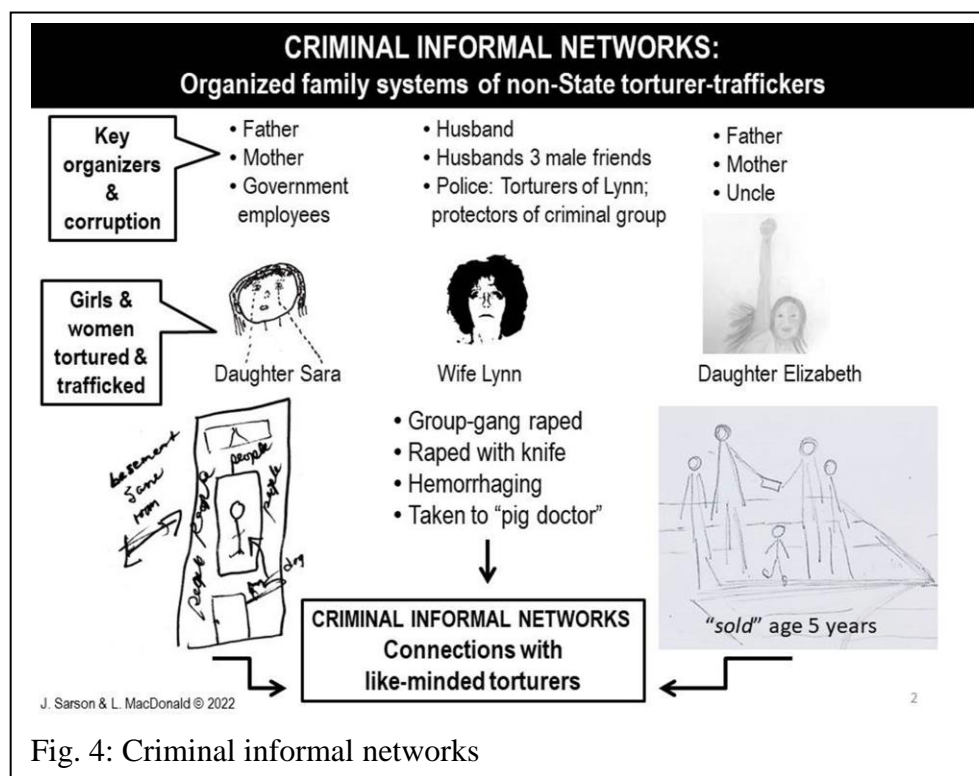 CRIMINAL INFORMAL NETWORKS:
Organized family systems of non-State torturer-traffickers
Key
organizers
&
corruption
• Father
• Mother
• Government
employees
• Husband
• Husbands 3 male friends
• Police: Torturers of Lynn;
protectors of criminal group
• Father
• Mother
• Uncle
Girls &
women
tortured &
trafficked
Daughter Sara
Wife Lynn
Daughter Elizabeth
basement
room
people
people
people
dog
• Group-gang raped
• Raped with knife
• Hemorrhaging
• Taken to “pig doctor”
“sold” age 5 years
CRIMINAL INFORMAL NETWORKS
Connections with
like-minded torturers
J. Sarson & L. MacDonald © 2022
2
Fig. 4: Criminal informal networks